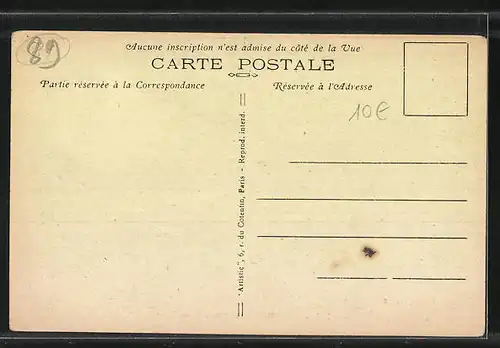 89
Aucune inscription n'est admise du côté de la Vue
CARTE POSTALE
Partie réservée à la Correspondance
Réservée à l'Adresse
10€
"Artistic", 6, r. du Cotentin, Paris - Reprod. interd.